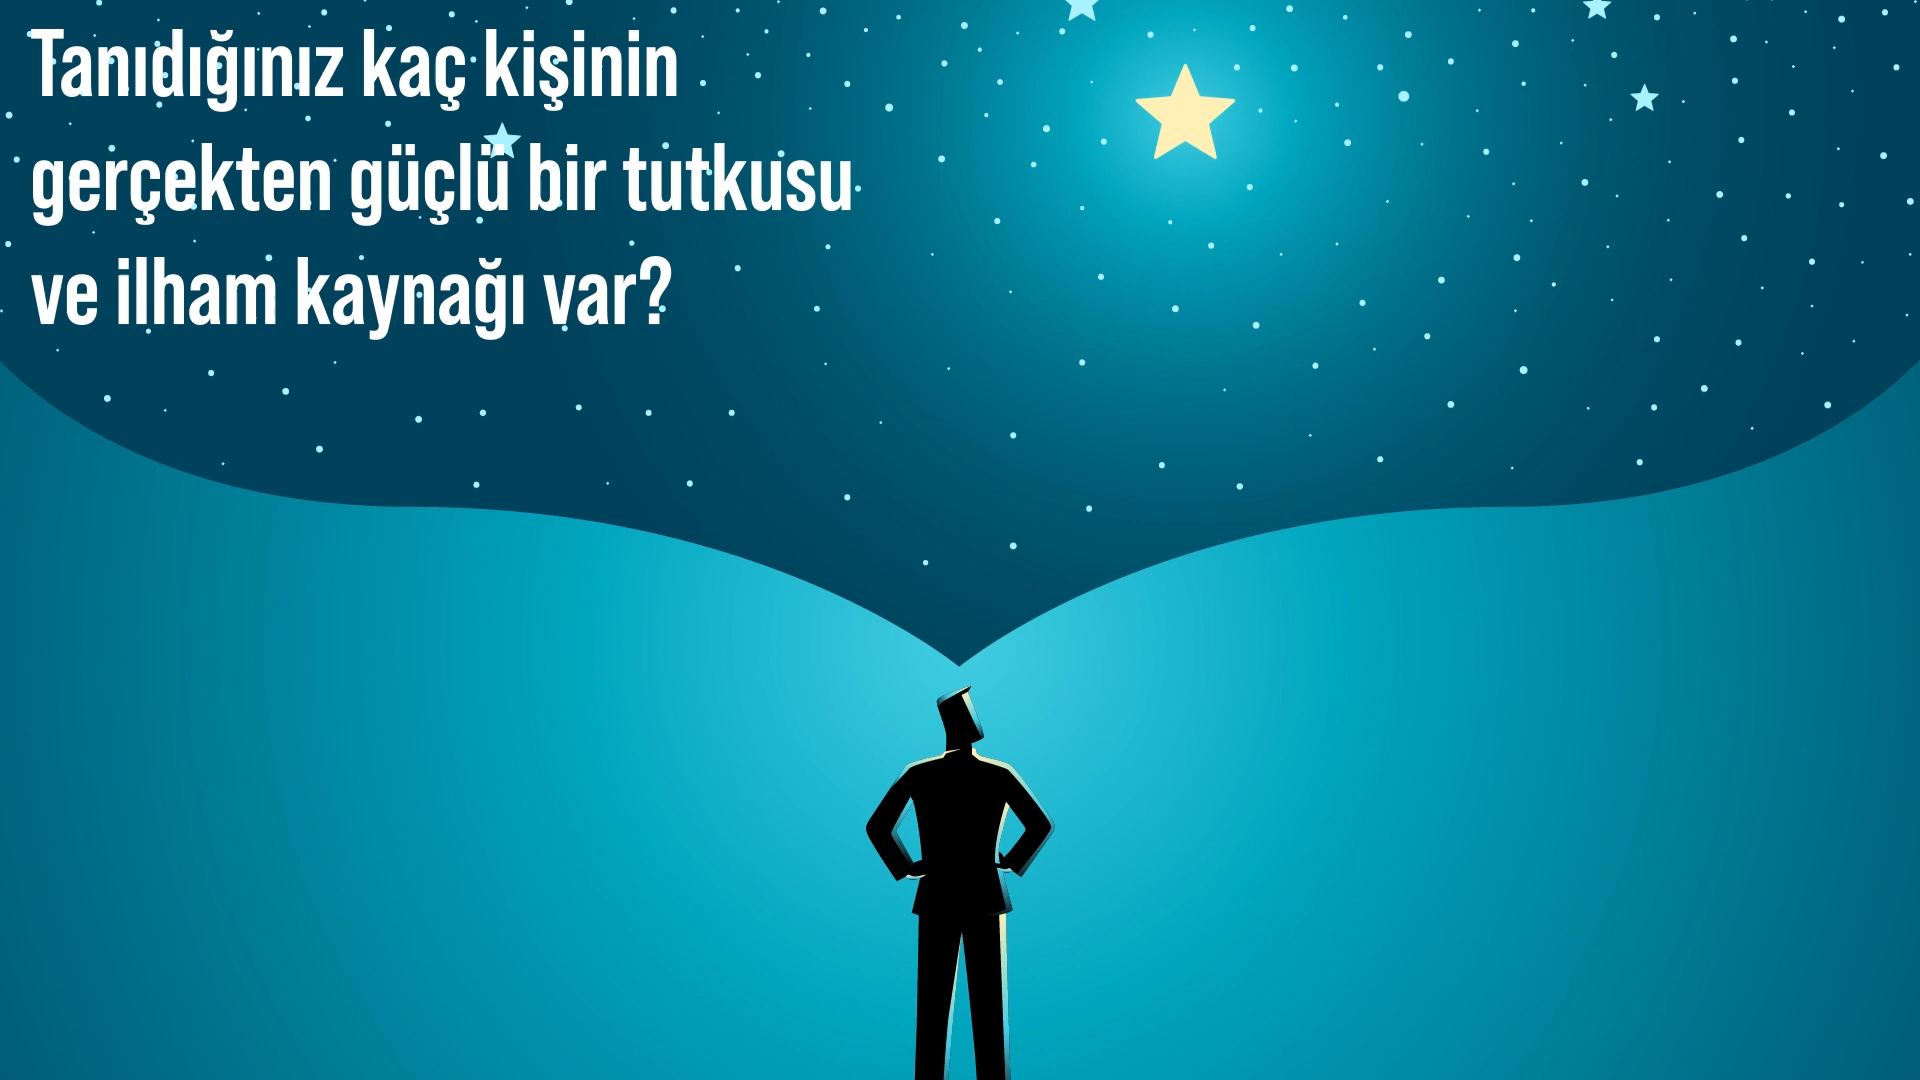 Tanıdığınız kaç kişinin
gerçekten güçlü bir tutkusu
ve ilham kaynağı var?